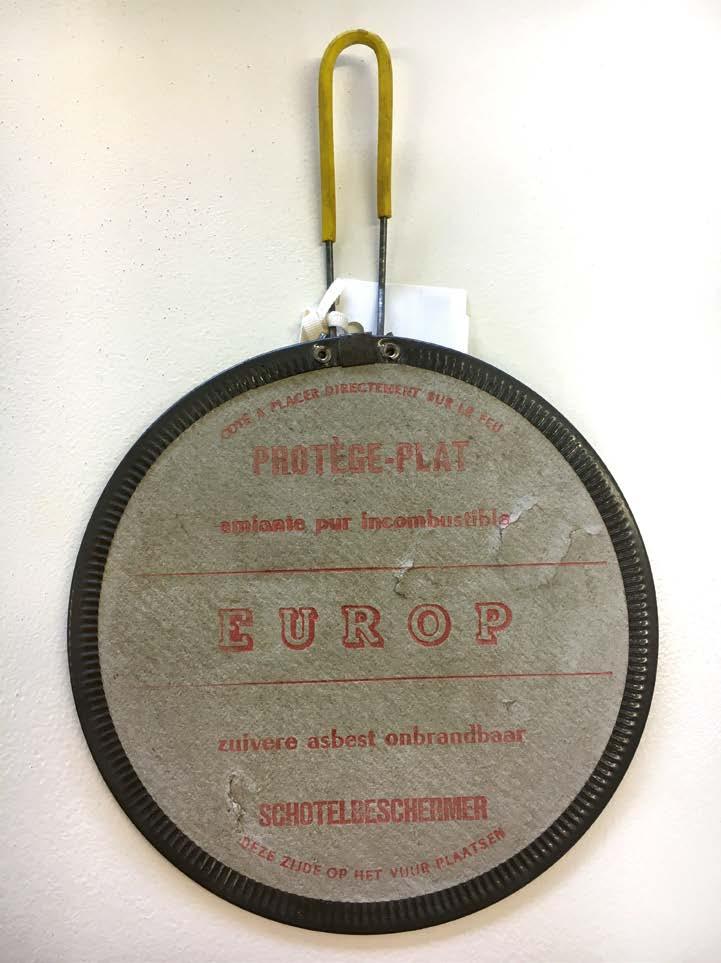 COTÉ A PLACER DIRECTEMENT SUR LE FEU
PROTÈGE-PLAT
amiante pur incombustible
EUROP
zuivere asbest onbrandbaar
SCHOTELBESCHERMER
DEZE ZIJDE OP HET VUUR PLAATSEN